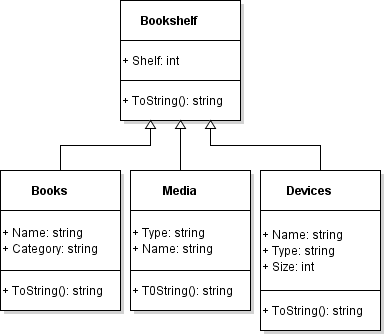 Bookshelf
+ Shelf: int
+ ToString(): string
Books
+ Name: string
+ Category: string
+ ToString(): string
Media
+ Type: string
+ Name: string
+ T0String(): string
Devices
+ Name: string
+ Type: string
+ Size: int
+ ToString(): string